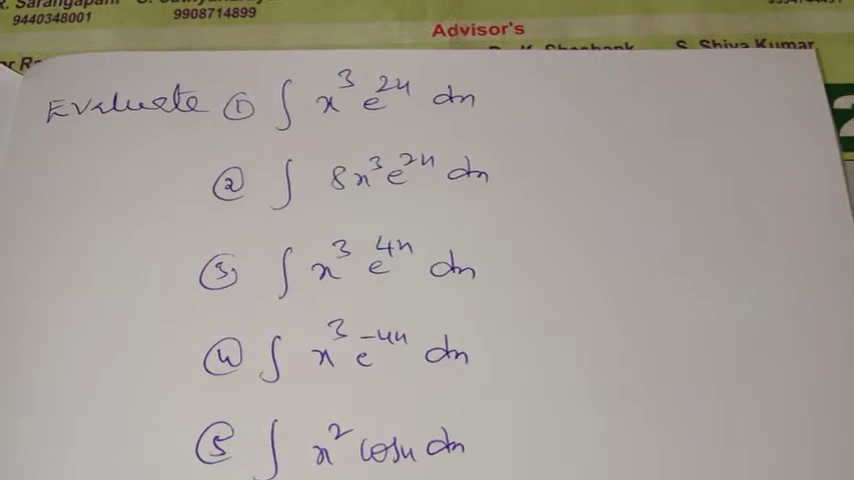 9440348001
9908714899
Advisor's
S. Shiva Kumar
Evaluate ① ∫ x³ e²ˣ dx
② ∫ 8x³ e²ˣ dx
③ ∫ x³ e⁴ˣ dx
④ ∫ x³ e⁻⁴ˣ dx
⑤ ∫ x² cosx dx